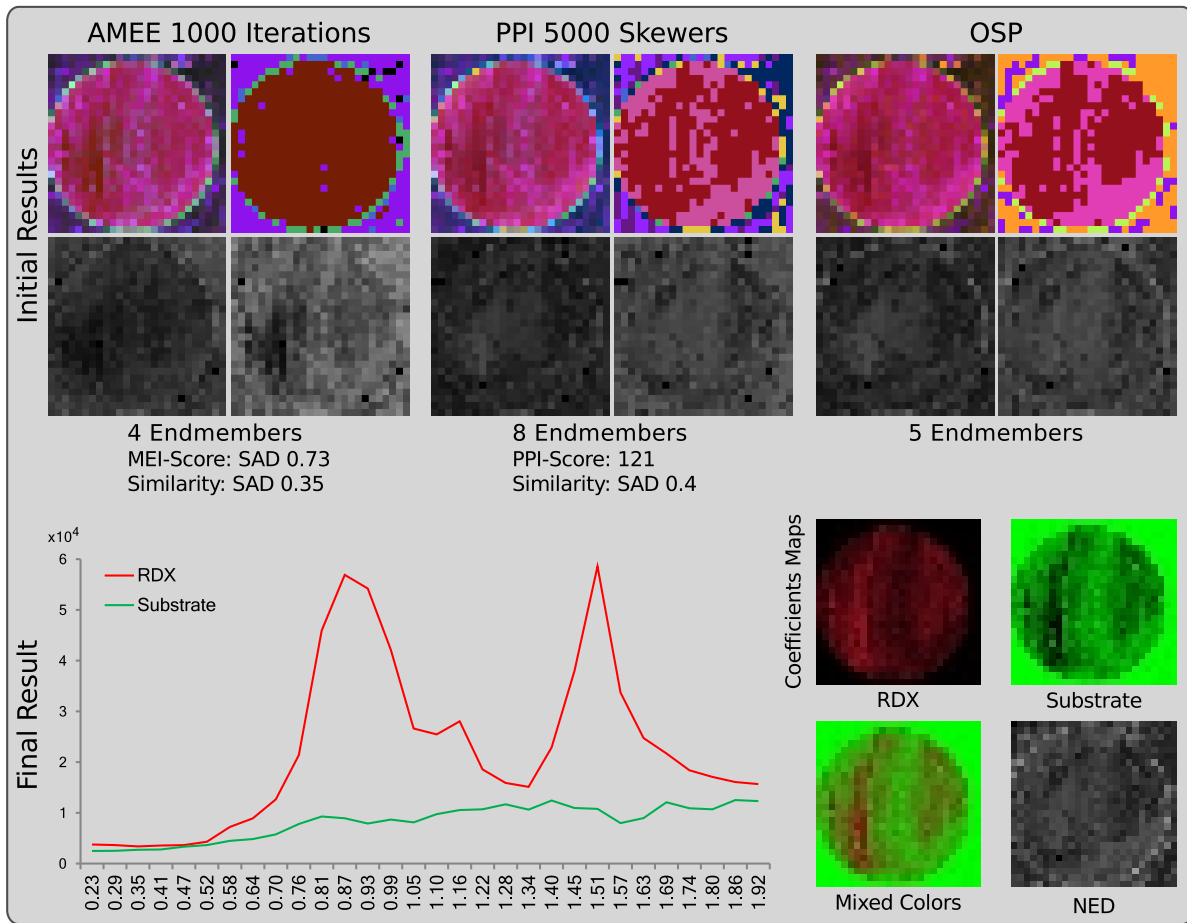 AMEE 1000 Iterations
PPI 5000 Skewers
OSP
Initial Results
4 Endmembers
MEI-Score: SAD 0.73
Similarity: SAD 0.35
8 Endmembers
PPI-Score: 121
Similarity: SAD 0.4
5 Endmembers
Final Result
x10⁴
6
5
4
3
2
1
0
RDX
Substrate
0.23 0.29 0.35 0.41 0.47 0.52 0.58 0.64 0.70 0.76 0.81 0.87 0.93 0.99 1.05 1.10 1.16 1.22 1.28 1.34 1.40 1.45 1.51 1.57 1.63 1.69 1.74 1.80 1.86 1.92
Coefficients Maps
RDX
Substrate
Mixed Colors
NED